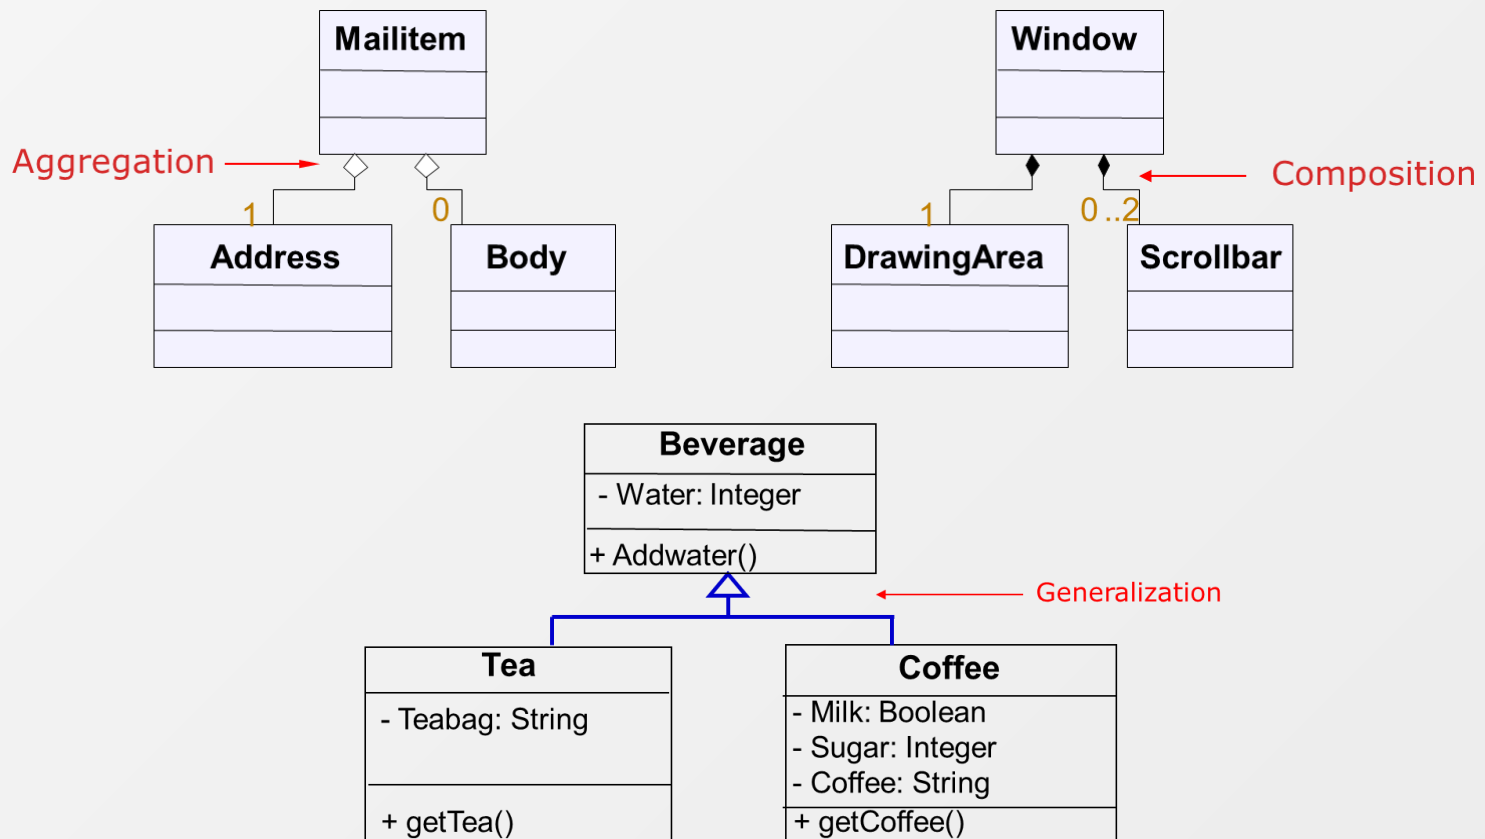 Mailitem
Window
Aggregation
Composition
1
0
1
0 ..2
Address
Body
DrawingArea
Scrollbar
Beverage
- Water: Integer
+ Addwater()
Generalization
Tea
Coffee
- Teabag: String
- Milk: Boolean
- Sugar: Integer
- Coffee: String
+ getTea()
+ getCoffee()